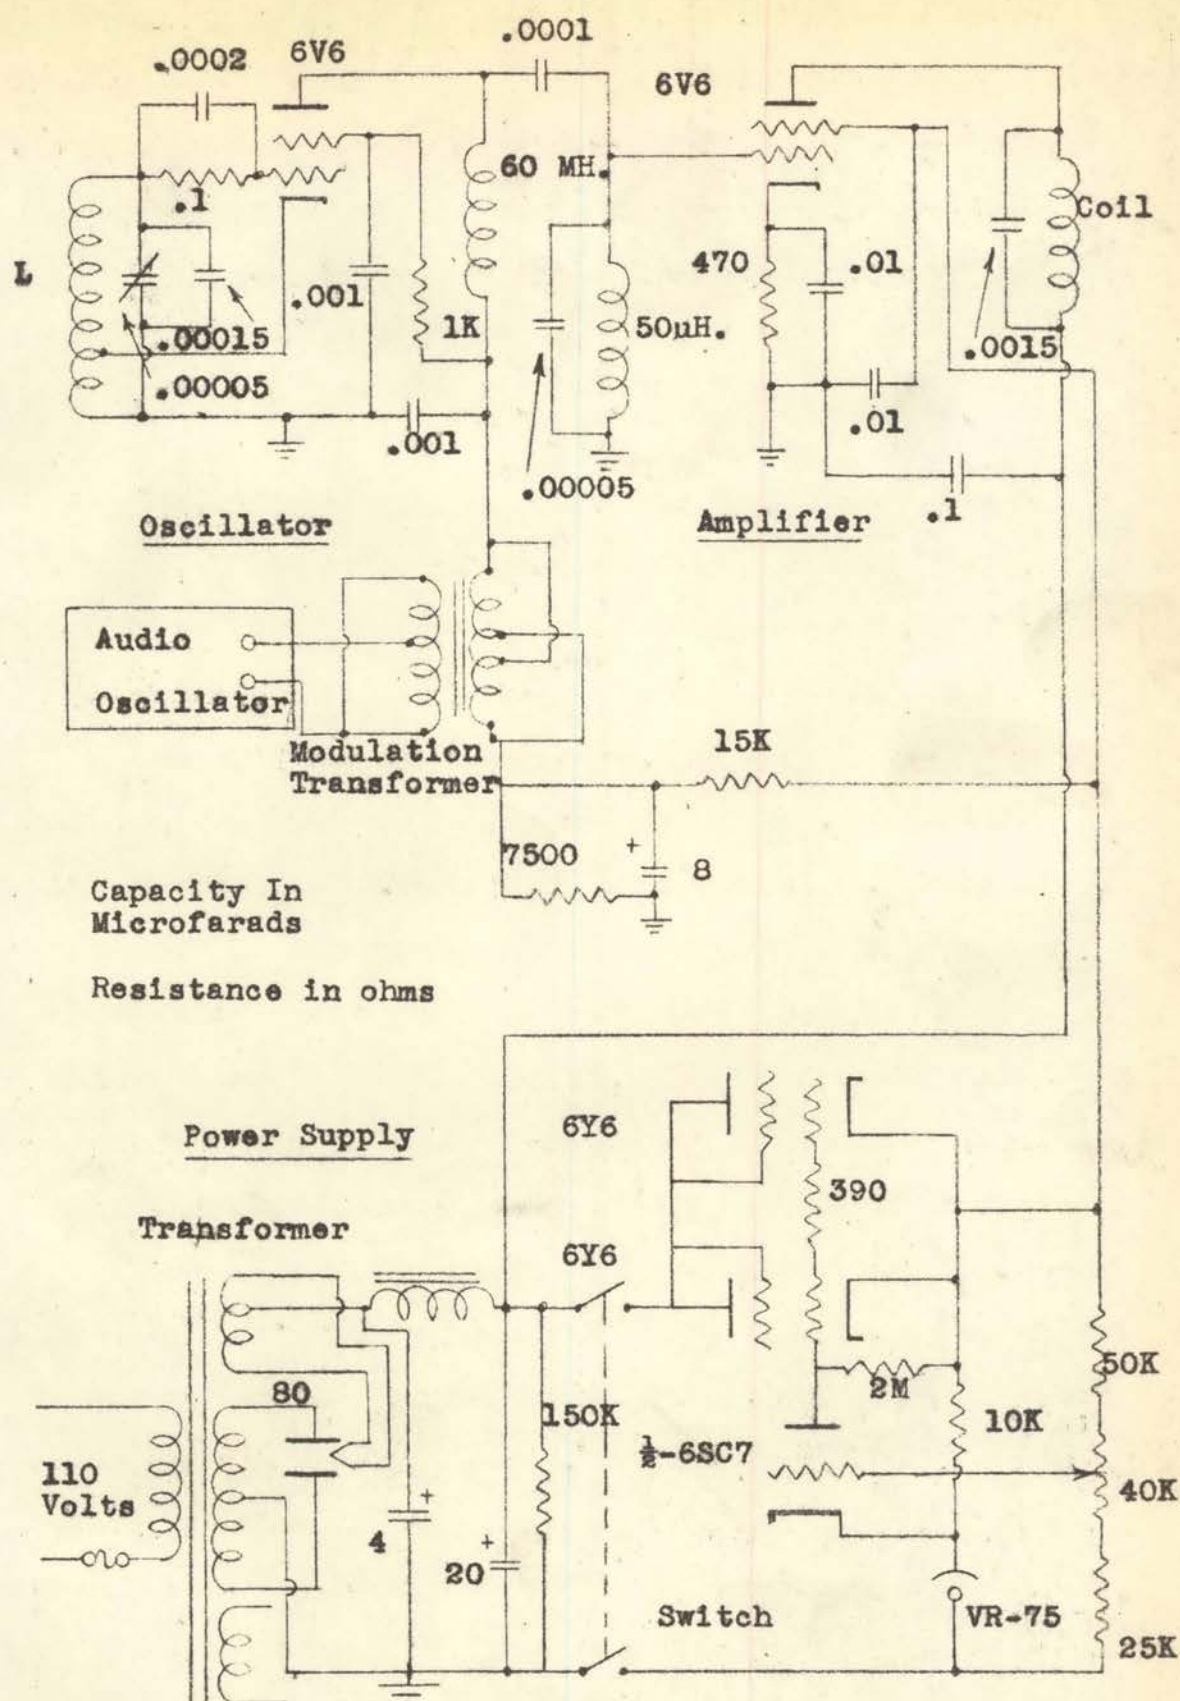 .0002
6V6
.0001
6V6
.1
60 MH.
Coil
L
.001
1K
470
.01
50uH.
.00015
.0015
.00005
.001
.01
.00005
.1
Oscillator
Amplifier
Audio
Oscillator
Modulation
Transformer
15K
7500
+
8
Capacity In
Microfarads
Resistance in ohms
Power Supply
6Y6
390
Transformer
6Y6
80
150K
2M
50K
10K
½-6SC7
110
Volts
40K
+
4
+
20
Switch
VR-75
25K